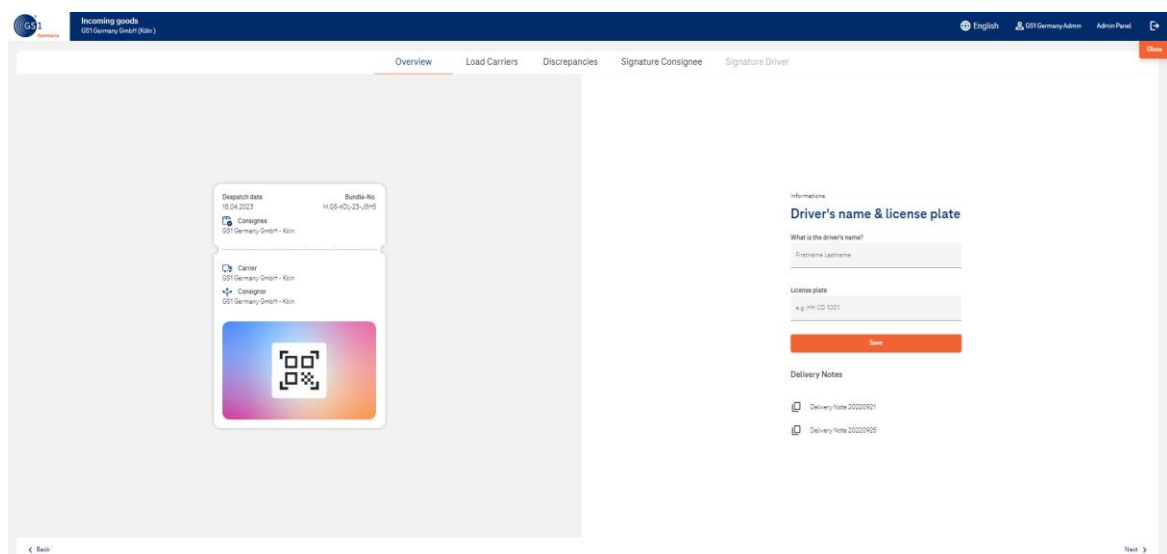 GS1
Germany
Incoming goods
GS1 Germany GmbH (Köln )
English
GS1 Germany Admin
Admin Panel
Close
Overview
Load Carriers
Discrepancies
Signature Consignee
Signature Driver
Despatch date
Bundle-No.
18.04.2023
Consignee
GS1 Germany GmbH - Köln
Carrier
GS1 Germany GmbH - Köln
Consignor
GS1 Germany GmbH - Köln
Informations
Driver's name & license plate
What is the driver's name?
Firstname Lastname
License plate
e.g. HH CD 1001
Save
Delivery Notes
Delivery Note 20220921
Delivery Note 20220925
Back
Next